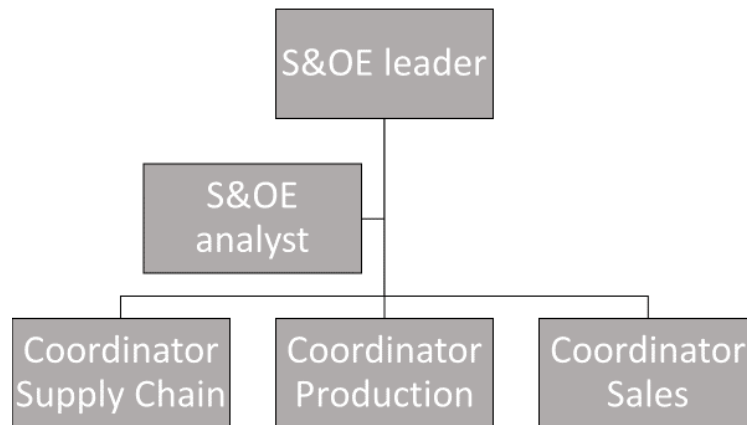 S&OE leader
S&OE
analyst
Coordinator
Supply Chain
Coordinator
Production
Coordinator
Sales